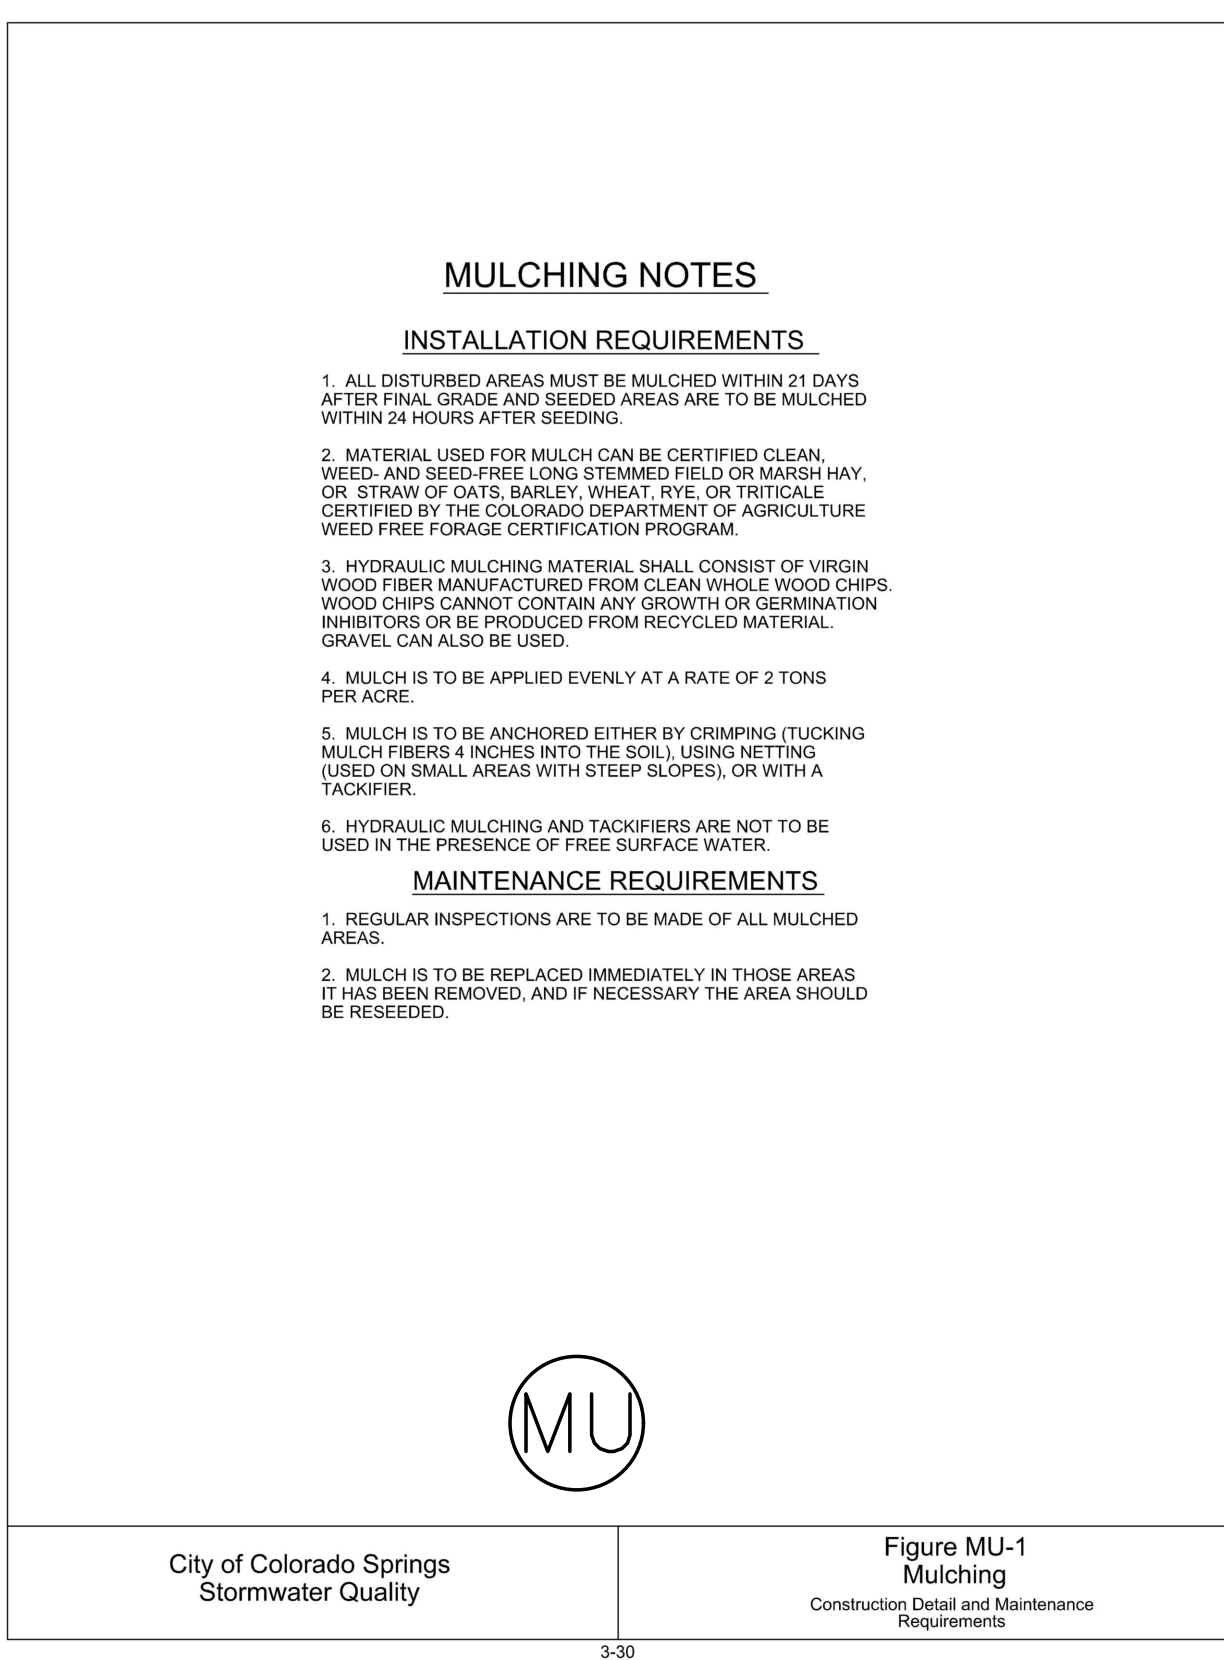 MULCHING NOTES
INSTALLATION REQUIREMENTS
1. ALL DISTURBED AREAS MUST BE MULCHED WITHIN 21 DAYS
AFTER FINAL GRADE AND SEEDED AREAS ARE TO BE MULCHED
WITHIN 24 HOURS AFTER SEEDING.
2. MATERIAL USED FOR MULCH CAN BE CERTIFIED CLEAN,
WEED- AND SEED-FREE LONG STEMMED FIELD OR MARSH HAY,
OR STRAW OF OATS, BARLEY, WHEAT, RYE, OR TRITICALE
CERTIFIED BY THE COLORADO DEPARTMENT OF AGRICULTURE
WEED FREE FORAGE CERTIFICATION PROGRAM.
3. HYDRAULIC MULCHING MATERIAL SHALL CONSIST OF VIRGIN
WOOD FIBER MANUFACTURED FROM CLEAN WHOLE WOOD CHIPS.
WOOD CHIPS CANNOT CONTAIN ANY GROWTH OR GERMINATION
INHIBITORS OR BE PRODUCED FROM RECYCLED MATERIAL.
GRAVEL CAN ALSO BE USED.
4. MULCH IS TO BE APPLIED EVENLY AT A RATE OF 2 TONS
PER ACRE.
5. MULCH IS TO BE ANCHORED EITHER BY CRIMPING (TUCKING
MULCH FIBERS 4 INCHES INTO THE SOIL), USING NETTING
(USED ON SMALL AREAS WITH STEEP SLOPES), OR WITH A
TACKIFIER.
6. HYDRAULIC MULCHING AND TACKIFIERS ARE NOT TO BE
USED IN THE PRESENCE OF FREE SURFACE WATER.
MAINTENANCE REQUIREMENTS
1. REGULAR INSPECTIONS ARE TO BE MADE OF ALL MULCHED
AREAS.
2. MULCH IS TO BE REPLACED IMMEDIATELY IN THOSE AREAS
IT HAS BEEN REMOVED, AND IF NECESSARY THE AREA SHOULD
BE RESEEDED.
MU
City of Colorado Springs
Stormwater Quality
Figure MU-1
Mulching
Construction Detail and Maintenance
Requirements
3-30